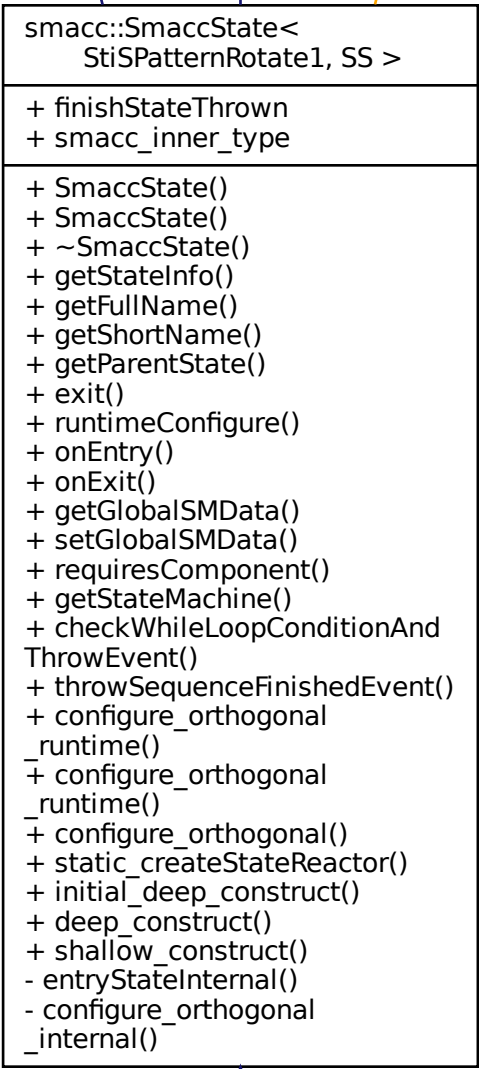 smacc::SmaccState<
StiSPatternRotate1, SS >
+ finishStateThrown
+ smacc_inner_type
+ SmaccState()
+ SmaccState()
+ ~SmaccState()
+ getStateInfo()
+ getFullName()
+ getShortName()
+ getParentState()
+ exit()
+ runtimeConfigure()
+ onEntry()
+ onExit()
+ getGlobalSMData()
+ setGlobalSMData()
+ requiresComponent()
+ getStateMachine()
+ checkWhileLoopConditionAnd
ThrowEvent()
+ throwSequenceFinishedEvent()
+ configure_orthogonal
_runtime()
+ configure_orthogonal
_runtime()
+ configure_orthogonal()
+ static_createStateReactor()
+ initial_deep_construct()
+ deep_construct()
+ shallow_construct()
- entryStateInternal()
- configure_orthogonal
_internal()